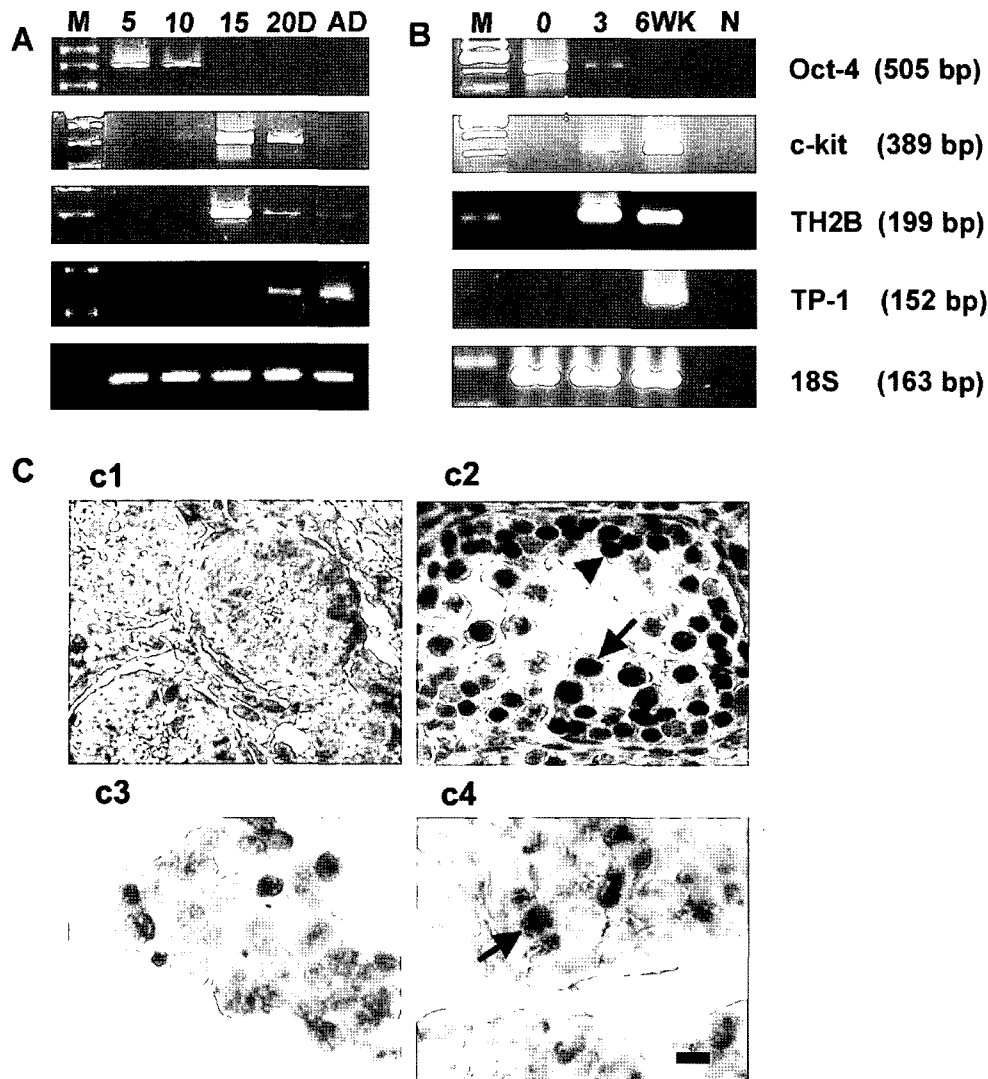 A
M 5 10 15 20D AD
B
M 0 3 6WK N
Oct-4 (505 bp)
c-kit (389 bp)
TH2B (199 bp)
TP-1 (152 bp)
18S (163 bp)
C
c1
c2
c3
c4